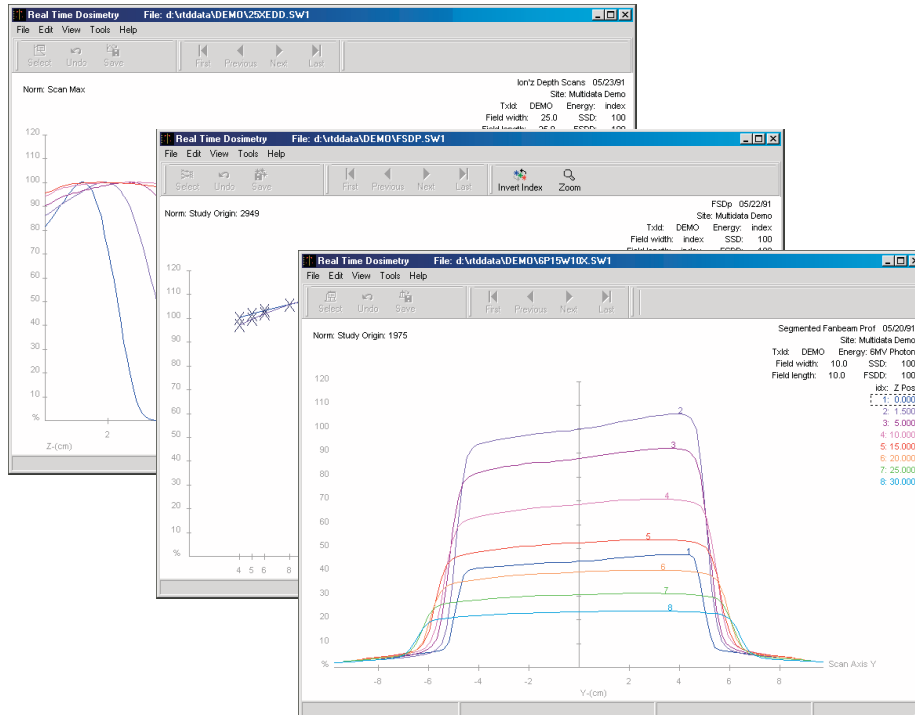 Real Time Dosimetry File: d:\rtddata\DEMO\25XEDD.SW1
File Edit View Tools Help
Select Undo Save First Previous Next Last
Norm: Scan Max
Ion'z Depth Scans 05/23/91
Site: Multidata Demo
TxId: DEMO Energy: index
Field width: 25.0 SSD: 100
Field length: 25.0 FSDD: 100
120
110
100
90
80
70
60
50
40
30
20
10
%
2
Z-(cm)
Real Time Dosimetry File: d:\rtddata\DEMO\FSDP.SW1
File Edit View Tools Help
Select Undo Save First Previous Next Last Invert Index Zoom
Norm: Study Origin: 2949
FSDp 05/22/91
Site: Multidata Demo
TxId: DEMO Energy: index
Field width: index SSD: 100
120
110
100
90
80
70
60
50
40
30
20
10
%
4 5 6 8
Real Time Dosimetry File: d:\rtddata\DEMO\6P15W10X.SW1
File Edit View Tools Help
Select Undo Save First Previous Next Last
Norm: Study Origin: 1975
Segmented Fanbeam Prof 05/20/91
Site: Multidata Demo
TxId: DEMO Energy: 6MV Photon
Field width: 10.0 SSD: 100
Field length: 10.0 FSDD: 100
idx: Z Pos
1: 0.000
2: 1.500
3: 5.000
4: 10.000
5: 15.000
6: 20.000
7: 25.000
8: 30.000
120
110
100
90
80
70
60
50
40
30
20
10
%
2
3
4
5
1
6
7
8
Scan Axis Y
-8 -6 -4 -2 2 4 6 8
Y-(cm)